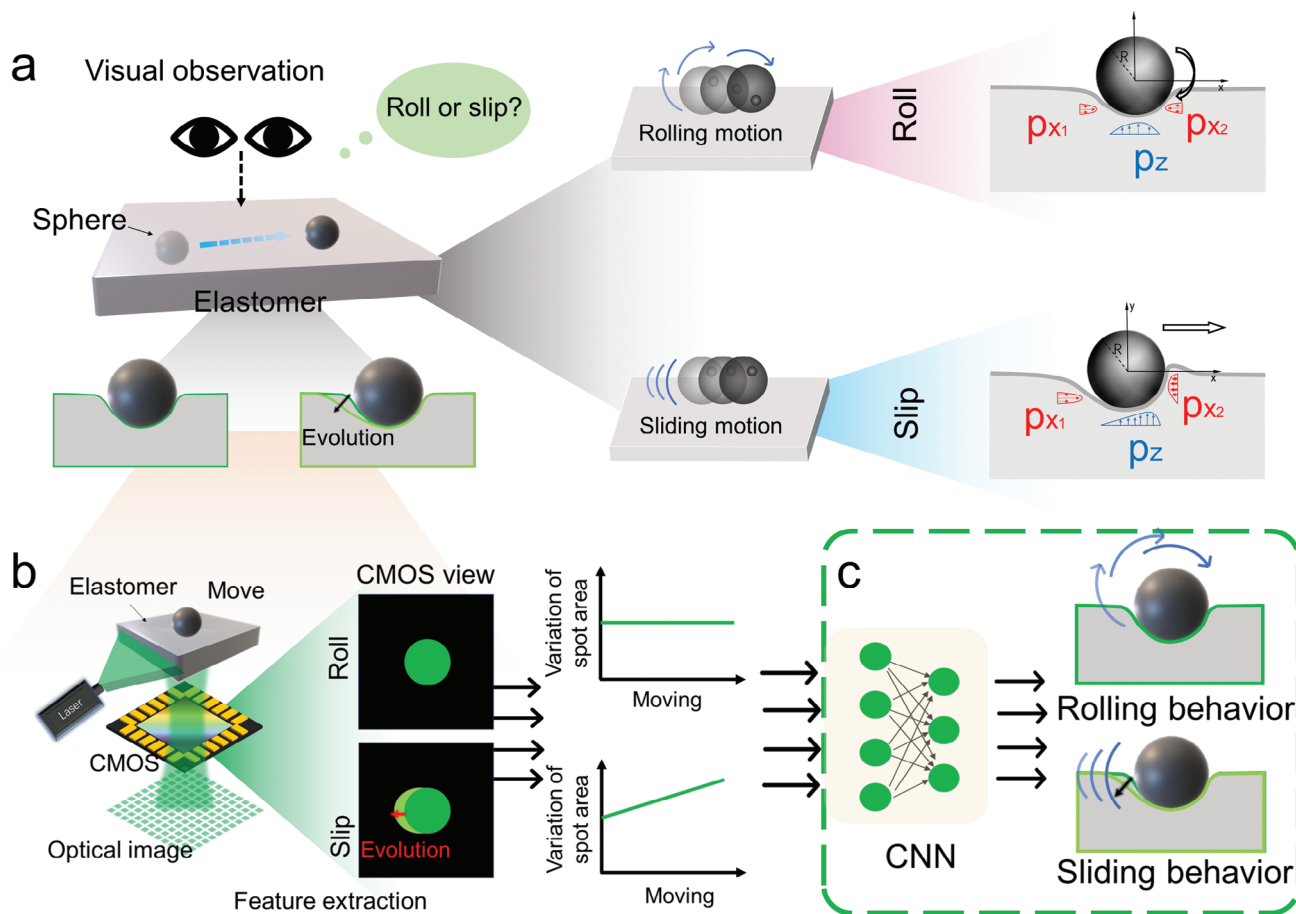 a
Visual observation
Roll or slip?
Sphere
Elastomer
Evolution
Rolling motion
Roll
R
x
px1
px2
pz
Sliding motion
Slip
y
R
x
px1
px2
pz
b
Elastomer
Move
Laser
CMOS
Optical image
CMOS view
Roll
Slip
Evolution
Feature extraction
Variation of
spot area
Moving
Variation of
spot area
Moving
c
CNN
Rolling behavior
Sliding behavior